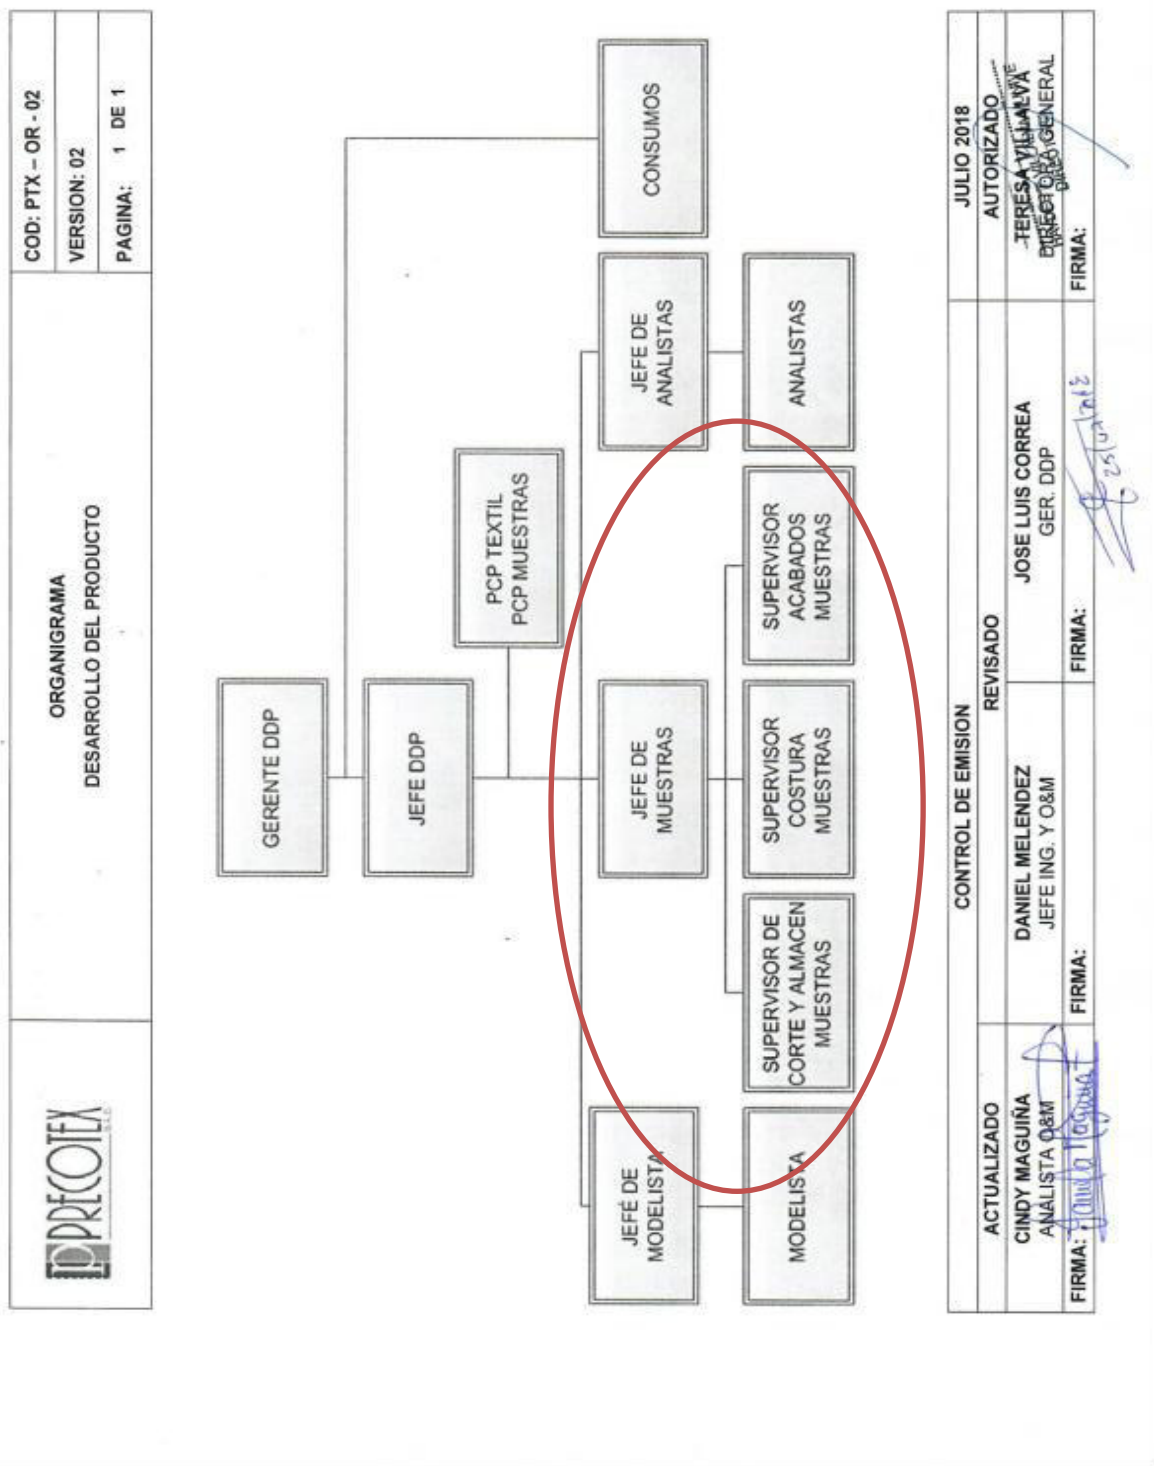 PRECOTEX
S.A.C.
ORGANIGRAMA
DESARROLLO DEL PRODUCTO
COD: PTX – OR - 02
VERSION: 02
PAGINA: 1 DE 1
GERENTE DDP
JEFE DDP
PCP TEXTIL
PCP MUESTRAS
JEFÉ DE
MODELISTA
JEFE DE
MUESTRAS
JEFE DE
ANALISTAS
CONSUMOS
MODELISTA
SUPERVISOR DE
CORTE Y ALMACEN
MUESTRAS
SUPERVISOR
COSTURA
MUESTRAS
SUPERVISOR
ACABADOS
MUESTRAS
ANALISTAS
CONTROL DE EMISION
JULIO 2018
ACTUALIZADO
REVISADO
AUTORIZADO
CINDY MAGUIÑA
ANALISTA O&M
DANIEL MELENDEZ
JEFE ING. Y O&M
JOSE LUIS CORREA
GER. DDP
TERESA VILLALVA
DIRECTORA GENERAL
FIRMA:
FIRMA:
FIRMA:
FIRMA: